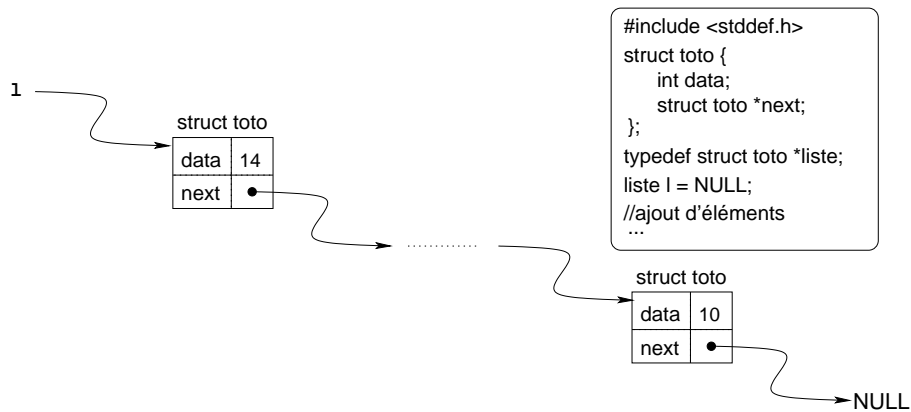 #include <stddef.h>
struct toto {
int data;
struct toto *next;
};
typedef struct toto *liste;
liste l = NULL;
//ajout d'éléments
...
l
struct toto
data 14
next
struct toto
data 10
next
NULL